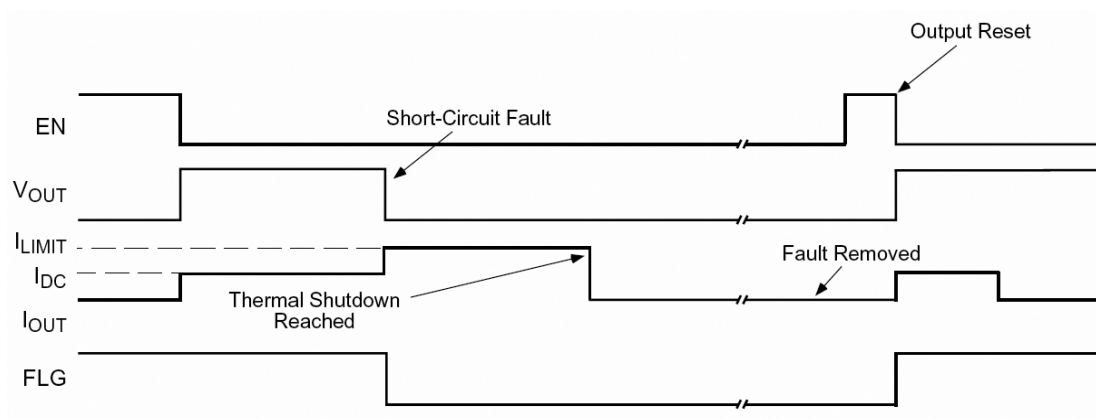 Output Reset
EN
Short-Circuit Fault
VOUT
ILIMIT
IDC
Fault Removed
Thermal Shutdown
Reached
IOUT
FLG